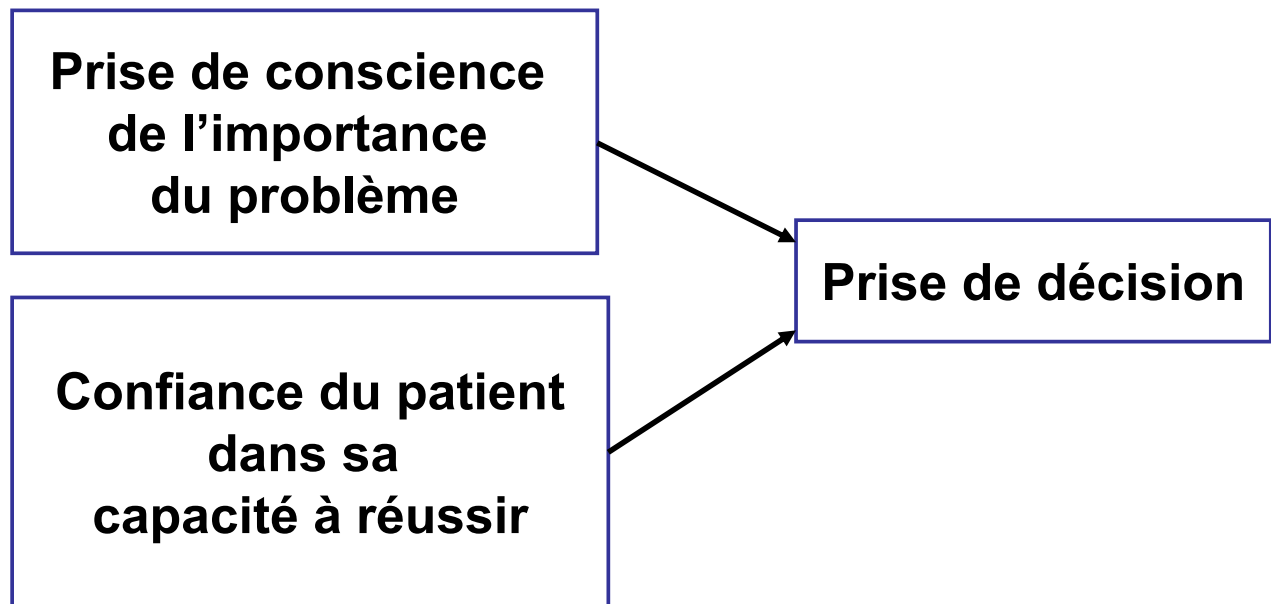 Prise de conscience
de l’importance
du problème
Confiance du patient
dans sa
capacité à réussir
Prise de décision